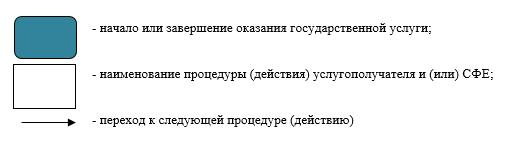 - начало или завершение оказания государственной услуги;
- наименование процедуры (действия) услугополучателя и (или) СФЕ;
- переход к следующей процедуре (действию)